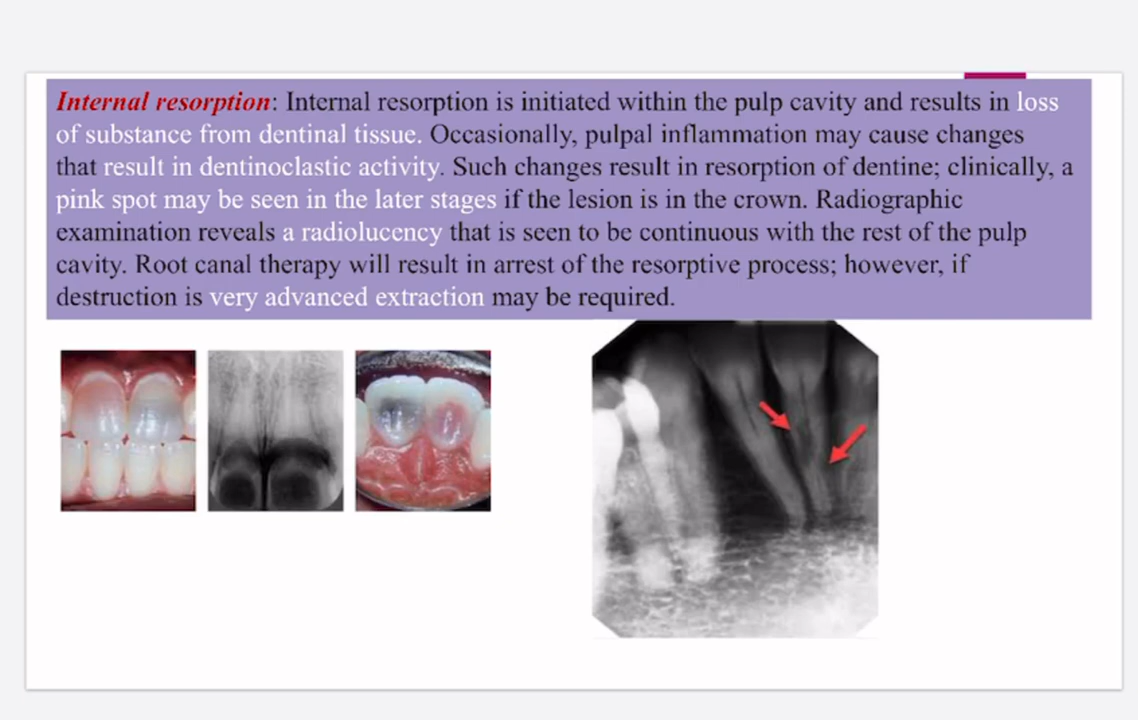 Internal resorption: Internal resorption is initiated within the pulp cavity and results in loss
of substance from dentinal tissue. Occasionally, pulpal inflammation may cause changes
that result in dentinoclastic activity. Such changes result in resorption of dentine; clinically, a
pink spot may be seen in the later stages if the lesion is in the crown. Radiographic
examination reveals a radiolucency that is seen to be continuous with the rest of the pulp
cavity. Root canal therapy will result in arrest of the resorptive process; however, if
destruction is very advanced extraction may be required.